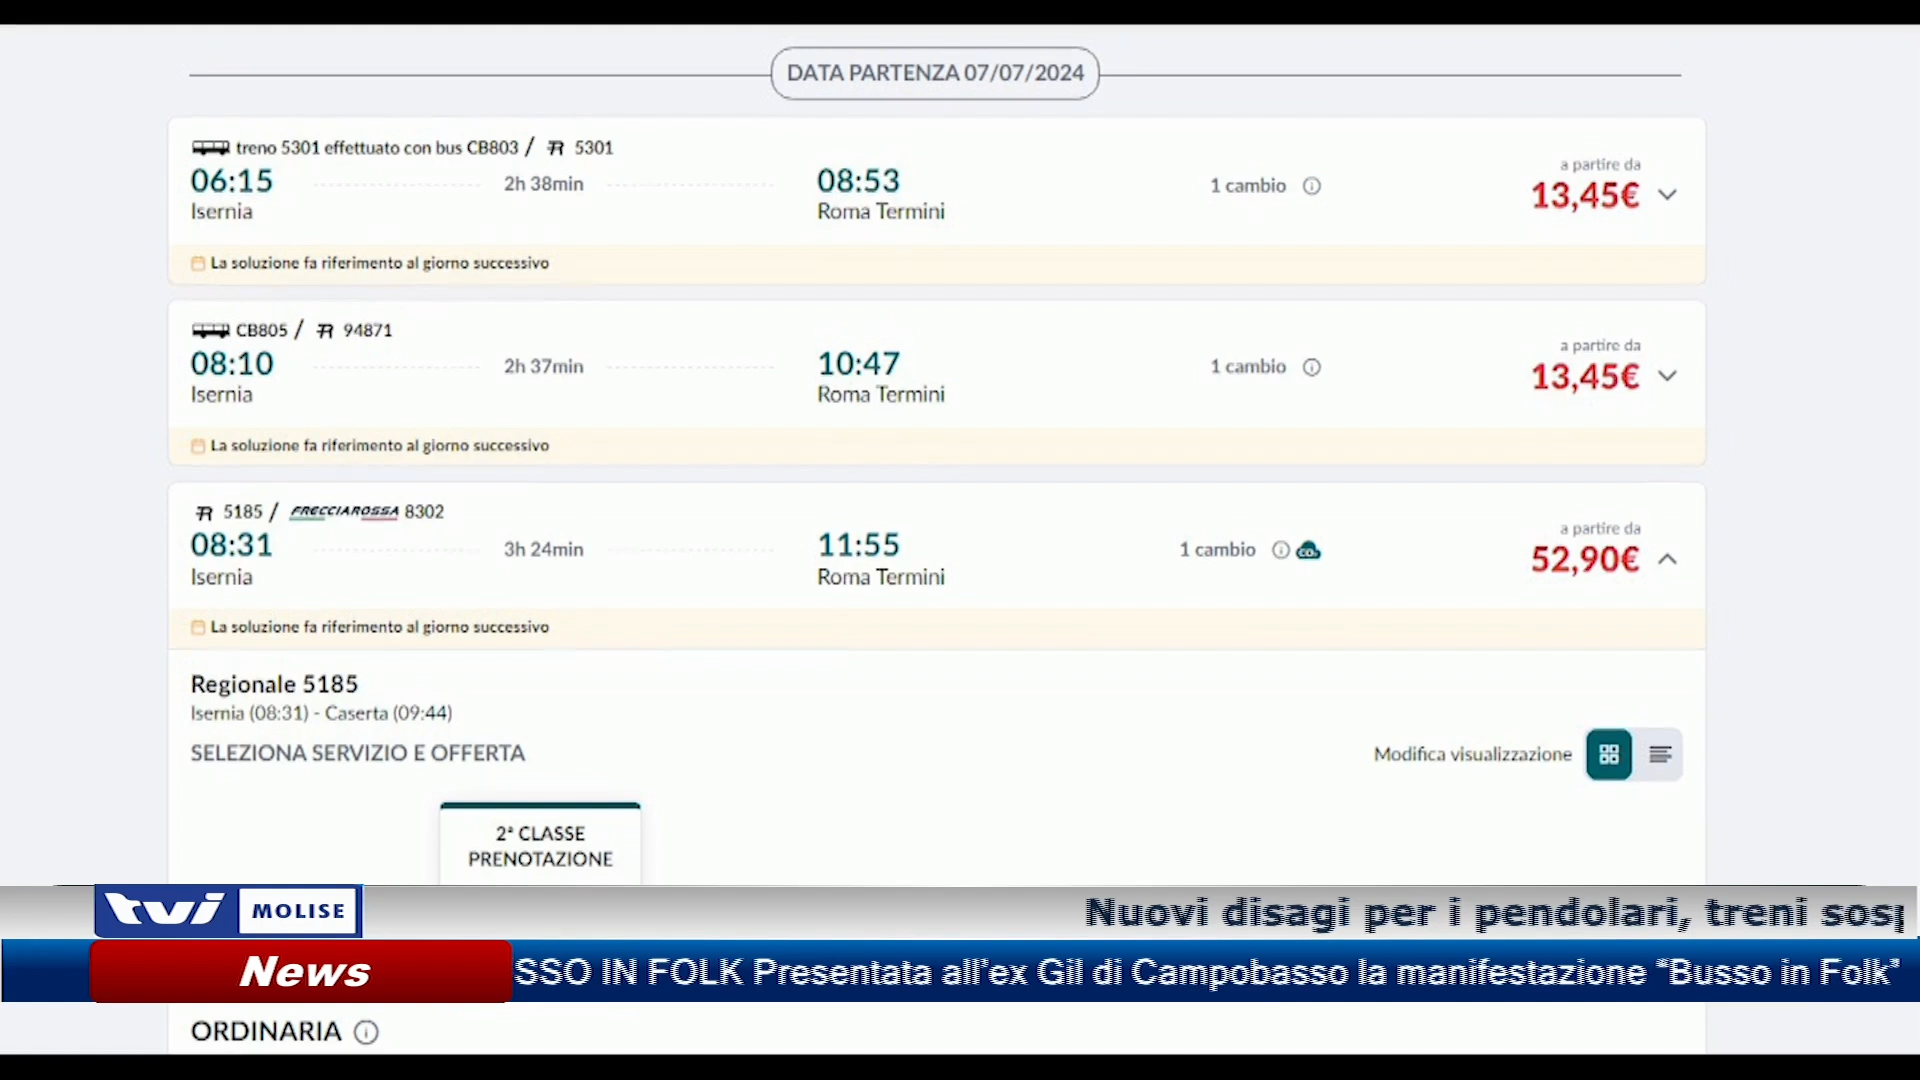 DATA PARTENZA 07/07/2024
treno 5301 effettuato con bus CB803 / R 5301
06:15 2h 38min 08:53 1 cambio a partire da 13,45€
Isernia Roma Termini
La soluzione fa riferimento al giorno successivo
CB805 / R 94871
08:10 2h 37min 10:47 1 cambio a partire da 13,45€
Isernia Roma Termini
La soluzione fa riferimento al giorno successivo
R 5185 / FRECCIAROSSA 8302
08:31 3h 24min 11:55 1 cambio CO₂ a partire da 52,90€
Isernia Roma Termini
La soluzione fa riferimento al giorno successivo
Regionale 5185
Isernia (08:31) - Caserta (09:44)
SELEZIONA SERVIZIO E OFFERTA
Modifica visualizzazione
2ª CLASSE
PRENOTAZIONE
tvi MOLISE
Nuovi disagi per i pendolari, treni sos
News
SSO IN FOLK Presentata all'ex Gil di Campobasso la manifestazione “Busso in Folk”
ORDINARIA